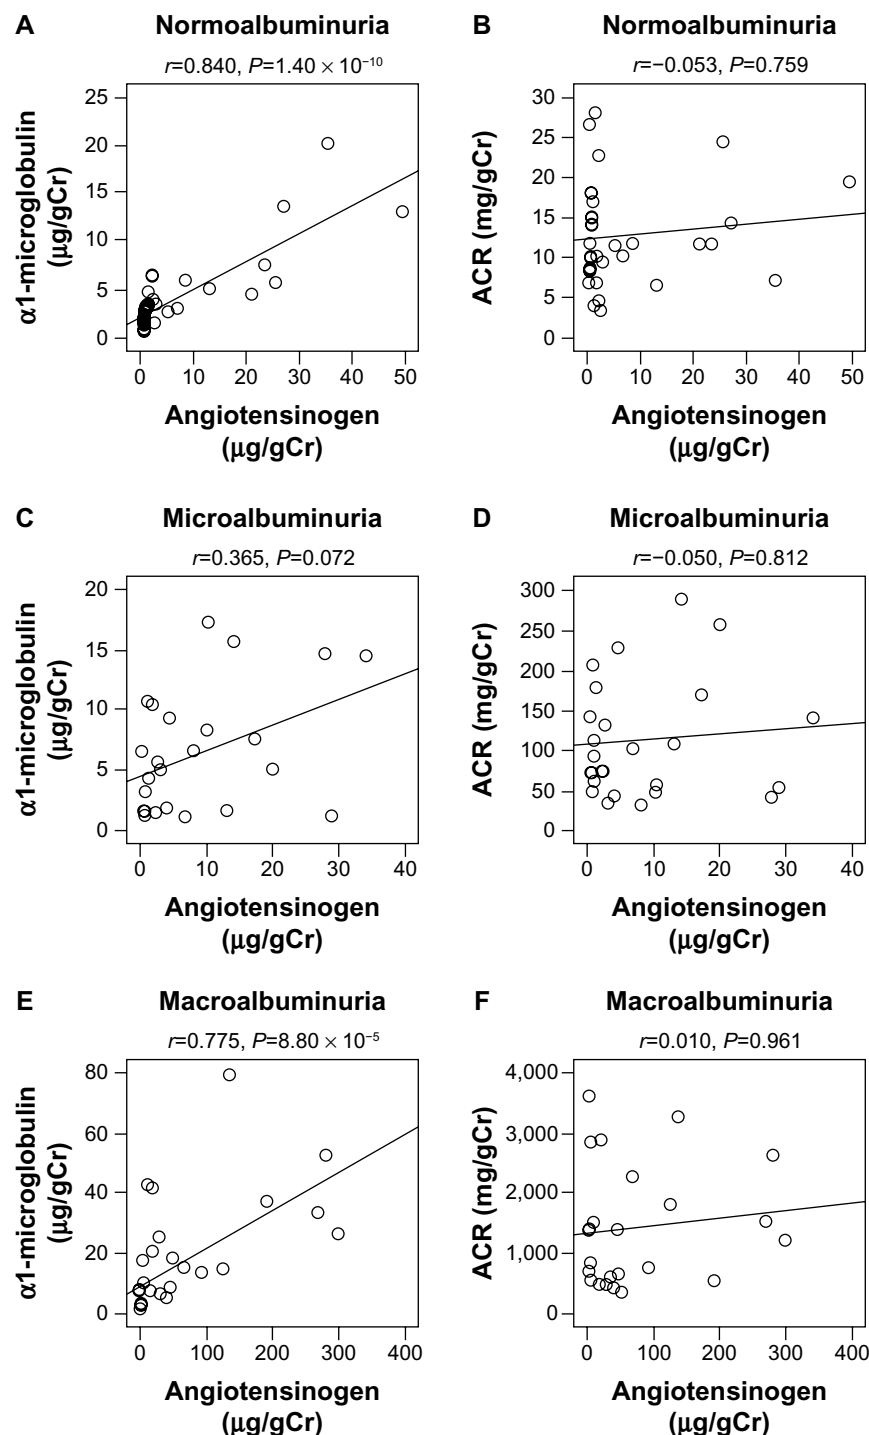 A
Normoalbuminuria
r=0.840, P=1.40 × 10⁻¹⁰
α1-microglobulin
(μg/gCr)
25
20
15
10
5
0
0 10 20 30 40 50
Angiotensinogen
(μg/gCr)
B
Normoalbuminuria
r=−0.053, P=0.759
ACR (mg/gCr)
30
25
20
15
10
5
0
0 10 20 30 40 50
Angiotensinogen
(μg/gCr)
C
Microalbuminuria
r=0.365, P=0.072
α1-microglobulin
(μg/gCr)
20
15
10
5
0
0 10 20 30 40
Angiotensinogen
(μg/gCr)
D
Microalbuminuria
r=−0.050, P=0.812
ACR (mg/gCr)
300
250
200
150
100
50
0
0 10 20 30 40
Angiotensinogen
(μg/gCr)
E
Macroalbuminuria
r=0.775, P=8.80 × 10⁻⁵
α1-microglobulin
(μg/gCr)
80
60
40
20
0
0 100 200 300 400
Angiotensinogen
(μg/gCr)
F
Macroalbuminuria
r=0.010, P=0.961
ACR (mg/gCr)
4,000
3,000
2,000
1,000
0
0 100 200 300 400
Angiotensinogen
(μg/gCr)